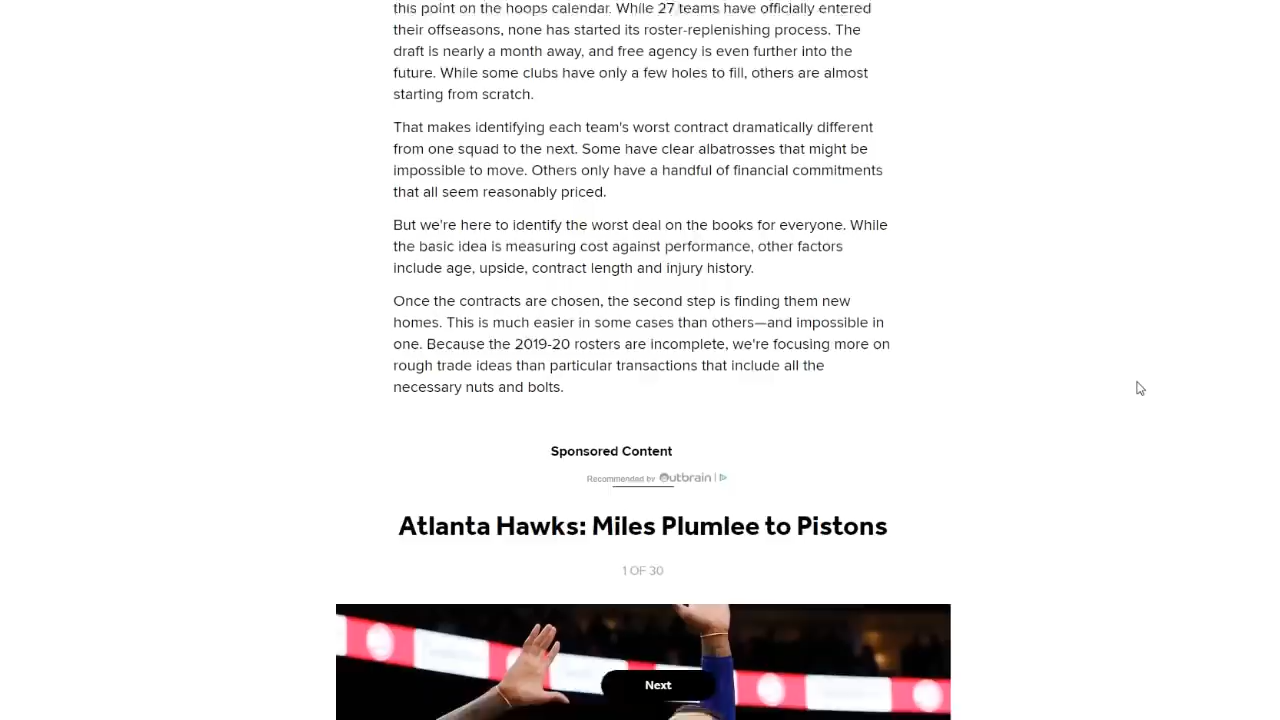 this point on the hoops calendar. While 27 teams have officially entered
their offseasons, none has started its roster-replenishing process. The
draft is nearly a month away, and free agency is even further into the
future. While some clubs have only a few holes to fill, others are almost
starting from scratch.
That makes identifying each team's worst contract dramatically different
from one squad to the next. Some have clear albatrosses that might be
impossible to move. Others only have a handful of financial commitments
that all seem reasonably priced.
But we're here to identify the worst deal on the books for everyone. While
the basic idea is measuring cost against performance, other factors
include age, upside, contract length and injury history.
Once the contracts are chosen, the second step is finding them new
homes. This is much easier in some cases than others—and impossible in
one. Because the 2019-20 rosters are incomplete, we're focusing more on
rough trade ideas than particular transactions that include all the
necessary nuts and bolts.
Sponsored Content
Recommended by Outbrain
Atlanta Hawks: Miles Plumlee to Pistons
1 OF 30
Next